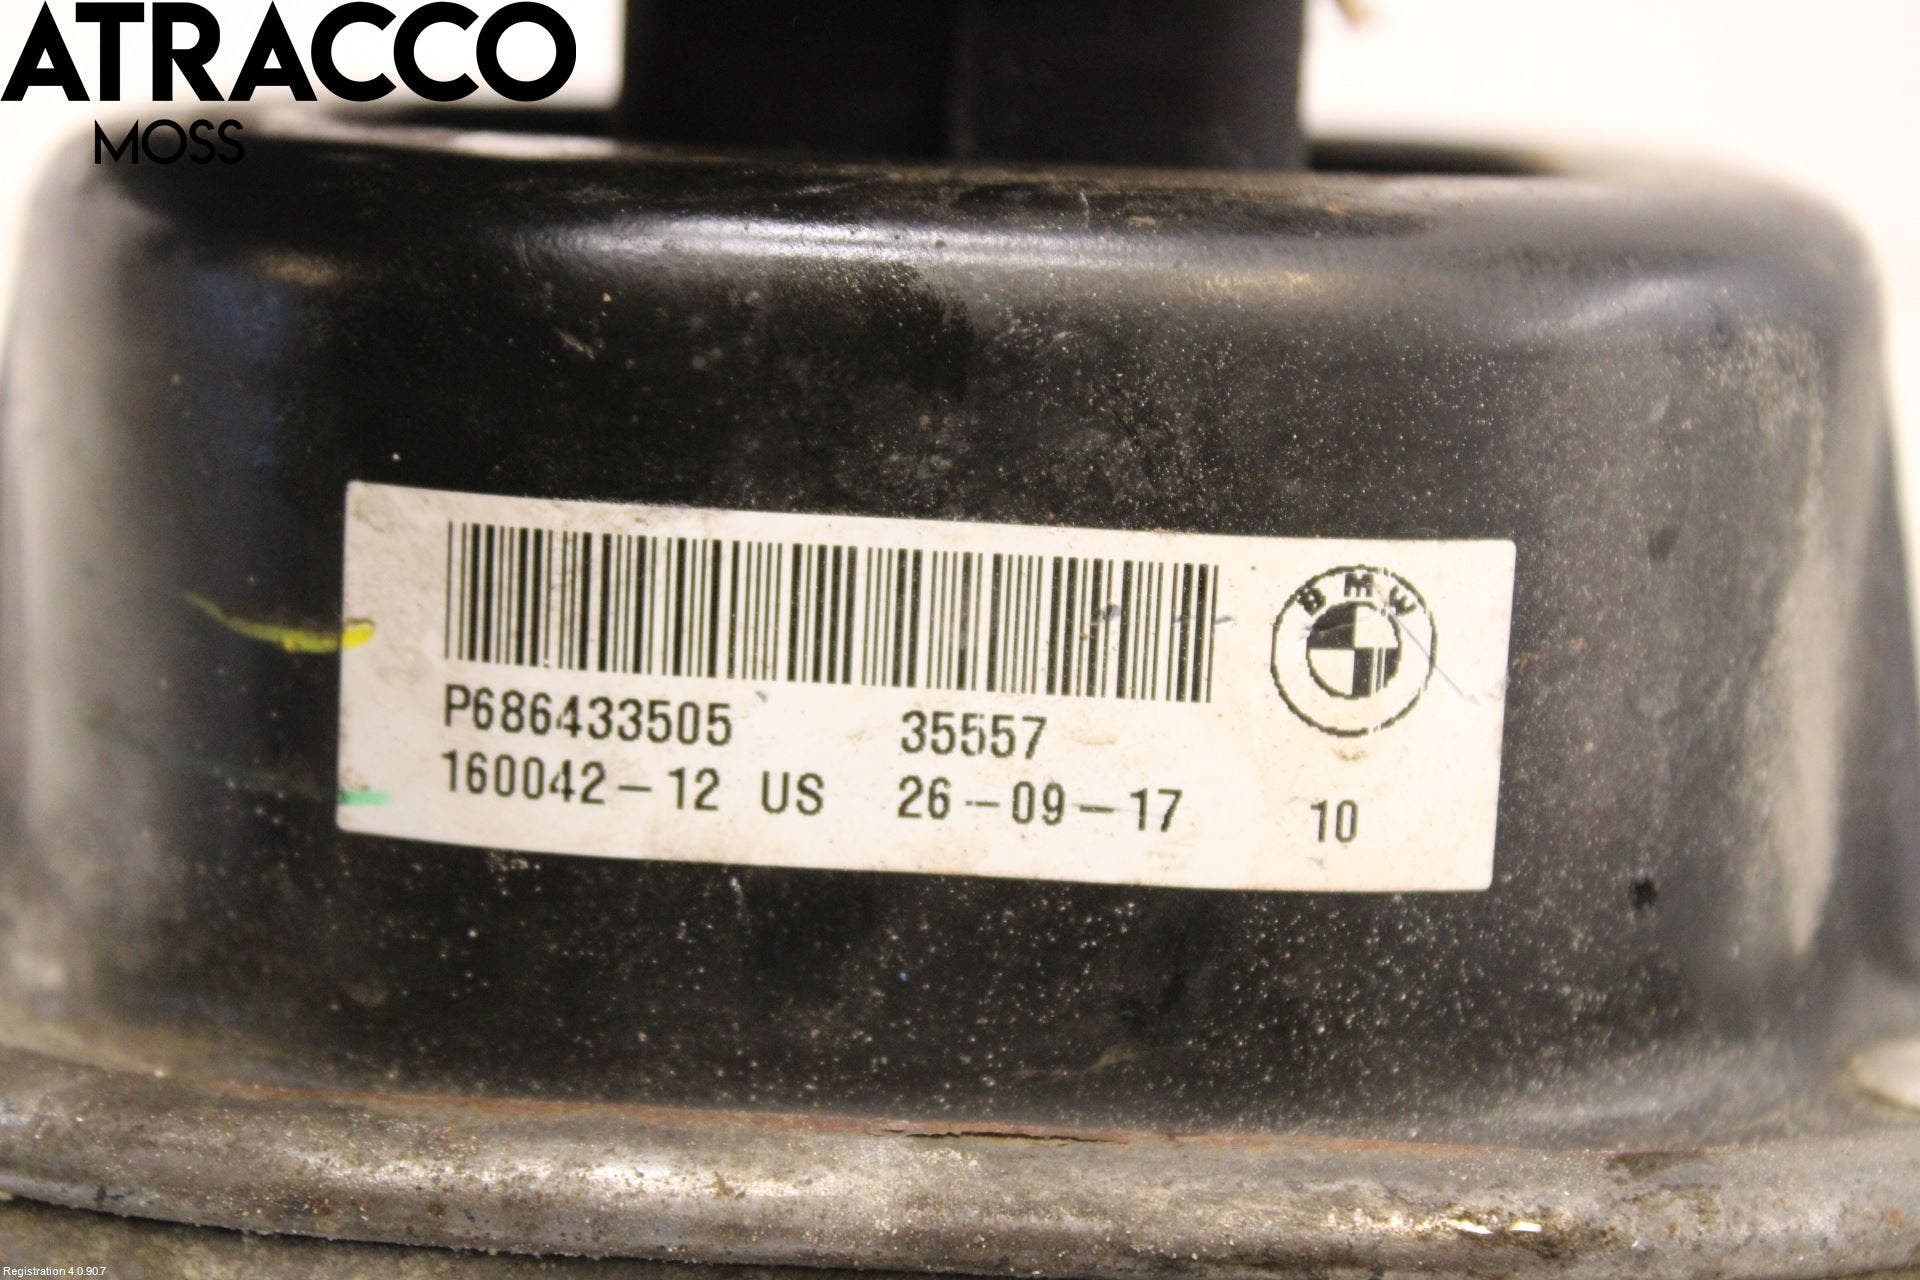 ATRACCO
MOSS
BMW
P686433505 35557
160042-12 US 26-09-17 10
Registration 4.0.90.7